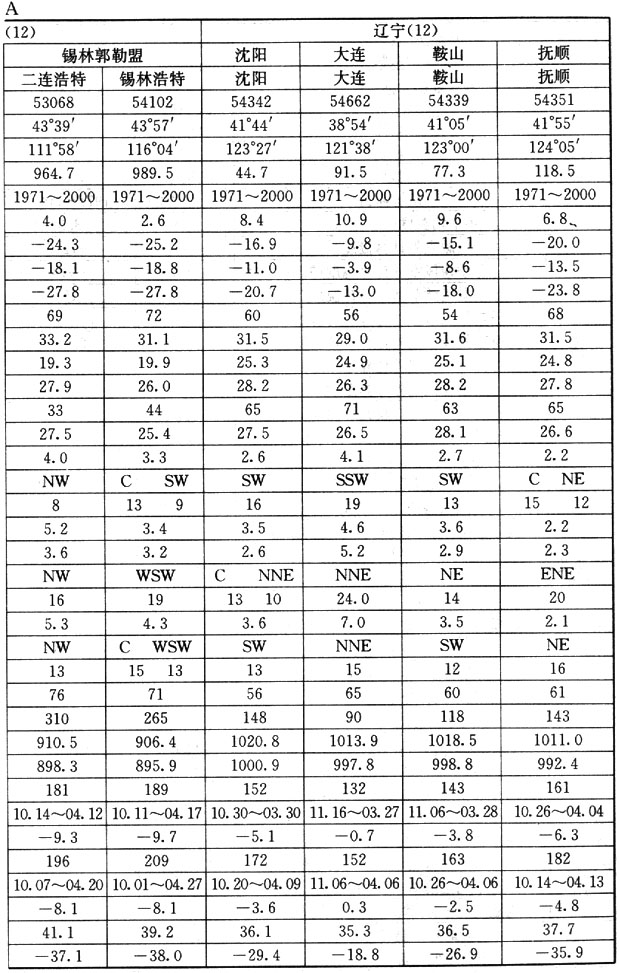 A
(12) 辽宁(12)
锡林郭勒盟 沈阳 大连 鞍山 抚顺
二连浩特 锡林浩特 沈阳 大连 鞍山 抚顺
53068 54102 54342 54662 54339 54351
43°39′ 43°57′ 41°44′ 38°54′ 41°05′ 41°55′
111°58′ 116°04′ 123°27′ 121°38′ 123°00′ 124°05′
964.7 989.5 44.7 91.5 77.3 118.5
1971～2000 1971～2000 1971～2000 1971～2000 1971～2000 1971～2000
4.0 2.6 8.4 10.9 9.6 6.8
−24.3 −25.2 −16.9 −9.8 −15.1 −20.0
−18.1 −18.8 −11.0 −3.9 −8.6 −13.5
−27.8 −27.8 −20.7 −13.0 −18.0 −23.8
69 72 60 56 54 68
33.2 31.1 31.5 29.0 31.6 31.5
19.3 19.9 25.3 24.9 25.1 24.8
27.9 26.0 28.2 26.3 28.2 27.8
33 44 65 71 63 65
27.5 25.4 27.5 26.5 28.1 26.6
4.0 3.3 2.6 4.1 2.7 2.2
NW C SW SW SSW SW C NE
8 13 9 16 19 13 15 12
5.2 3.4 3.5 4.6 3.6 2.2
3.6 3.2 2.6 5.2 2.9 2.3
NW WSW C NNE NNE NE ENE
16 19 13 10 24.0 14 20
5.3 4.3 3.6 7.0 3.5 2.1
NW C WSW SW NNE SW NE
13 15 13 13 15 12 16
76 71 56 65 60 61
310 265 148 90 118 143
910.5 906.4 1020.8 1013.9 1018.5 1011.0
898.3 895.9 1000.9 997.8 998.8 992.4
181 189 152 132 143 161
10.14～04.12 10.11～04.17 10.30～03.30 11.16～03.27 11.06～03.28 10.26～04.04
−9.3 −9.7 −5.1 −0.7 −3.8 −6.3
196 209 172 152 163 182
10.07～04.20 10.01～04.27 10.20～04.09 11.06～04.06 10.26～04.06 10.14～04.13
−8.1 −8.1 −3.6 0.3 −2.5 −4.8
41.1 39.2 36.1 35.3 36.5 37.7
−37.1 −38.0 −29.4 −18.8 −26.9 −35.9